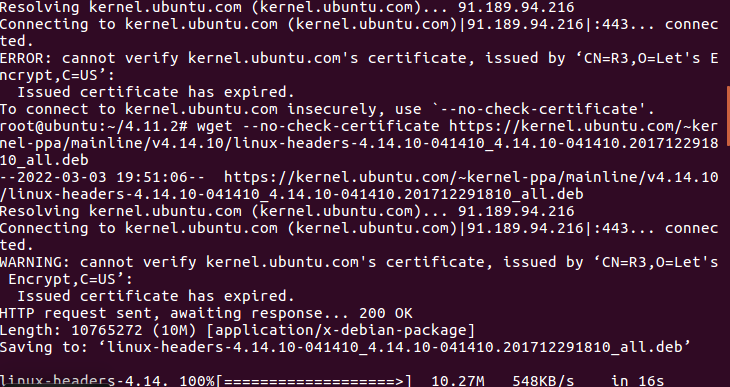 Resolving kernel.ubuntu.com (kernel.ubuntu.com)... 91.189.94.216
Connecting to kernel.ubuntu.com (kernel.ubuntu.com)|91.189.94.216|:443... connec
ted.
ERROR: cannot verify kernel.ubuntu.com's certificate, issued by ‘CN=R3,O=Let's E
ncrypt,C=US’:
  Issued certificate has expired.
To connect to kernel.ubuntu.com insecurely, use `--no-check-certificate'.
root@ubuntu:~/4.11.2# wget --no-check-certificate https://kernel.ubuntu.com/~ker
nel-ppa/mainline/v4.14.10/linux-headers-4.14.10-041410_4.14.10-041410.2017122918
10_all.deb
--2022-03-03 19:51:06--  https://kernel.ubuntu.com/~kernel-ppa/mainline/v4.14.10
/linux-headers-4.14.10-041410_4.14.10-041410.201712291810_all.deb
Resolving kernel.ubuntu.com (kernel.ubuntu.com)... 91.189.94.216
Connecting to kernel.ubuntu.com (kernel.ubuntu.com)|91.189.94.216|:443... connec
ted.
WARNING: cannot verify kernel.ubuntu.com's certificate, issued by ‘CN=R3,O=Let's
 Encrypt,C=US’:
  Issued certificate has expired.
HTTP request sent, awaiting response... 200 OK
Length: 10765272 (10M) [application/x-debian-package]
Saving to: ‘linux-headers-4.14.10-041410_4.14.10-041410.201712291810_all.deb’
linux-headers-4.14. 100%[===================>]  10.27M   548KB/s    in 16s